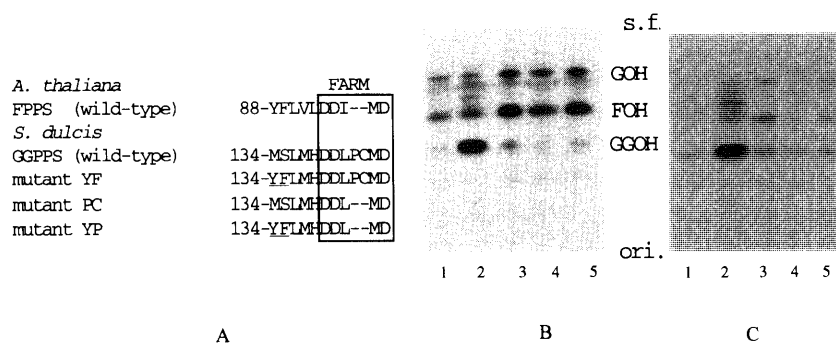 A. thaliana FARM
FPPS (wild-type) 88-YFLVLDDI--MD
S. dulcis
GGPPS (wild-type) 134-MSLMHDDLPCMD
mutant YF 134-YFLMHDDLPCMD
mutant PC 134-MSLMHDDL--MD
mutant YP 134-YFLMHDDL--MD
A
GOH
FOH
GGOH
1 2 3 4 5
B
s.f.
ori.
1 2 3 4 5
C